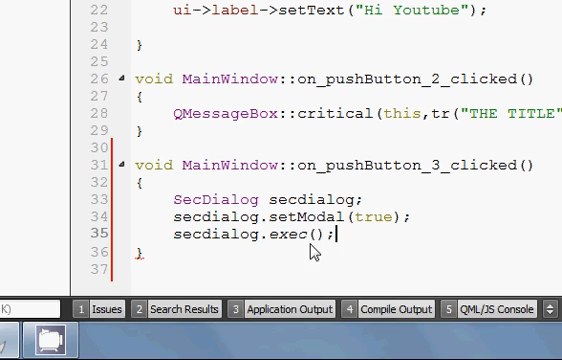 22 ui->label->setText("Hi Youtube");
23
24 }
25
26 void MainWindow::on_pushButton_2_clicked()
27 {
28 QMessageBox::critical(this,tr("THE TITLE"
29 }
30
31 void MainWindow::on_pushButton_3_clicked()
32 {
33 SecDialog secdialog;
34 secdialog.setModal(true);
35 secdialog.exec();
36 }
37
K) 1 Issues 2 Search Results 3 Application Output 4 Compile Output 5 QML/JS Console